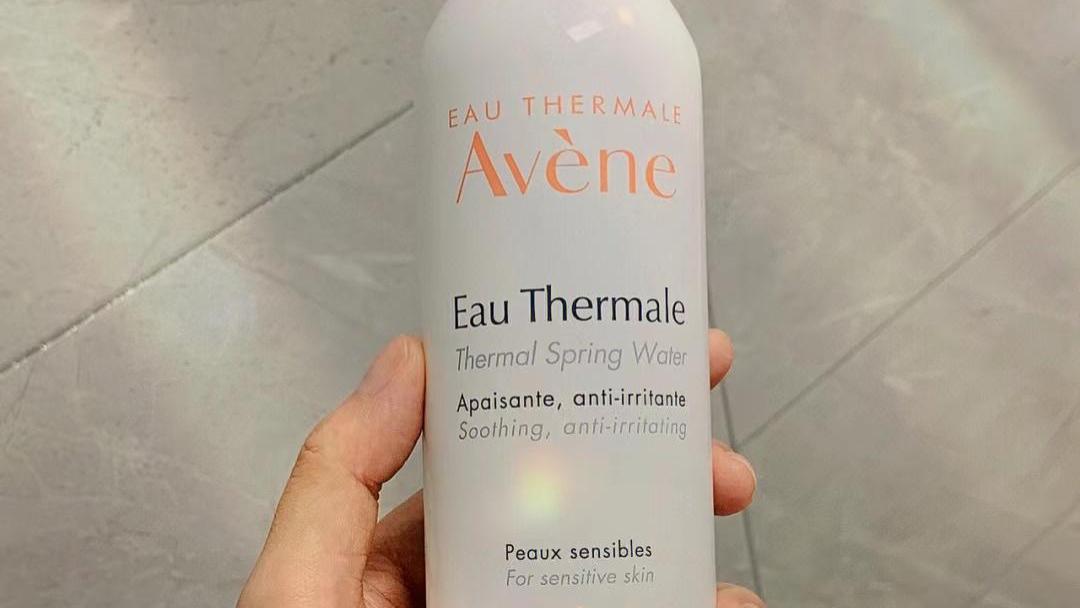 EAU THERMALE
Avène
Eau Thermale
Thermal Spring Water
Apaisante, anti-irritante
Soothing, anti-irritating
Peaux sensibles
For sensitive skin